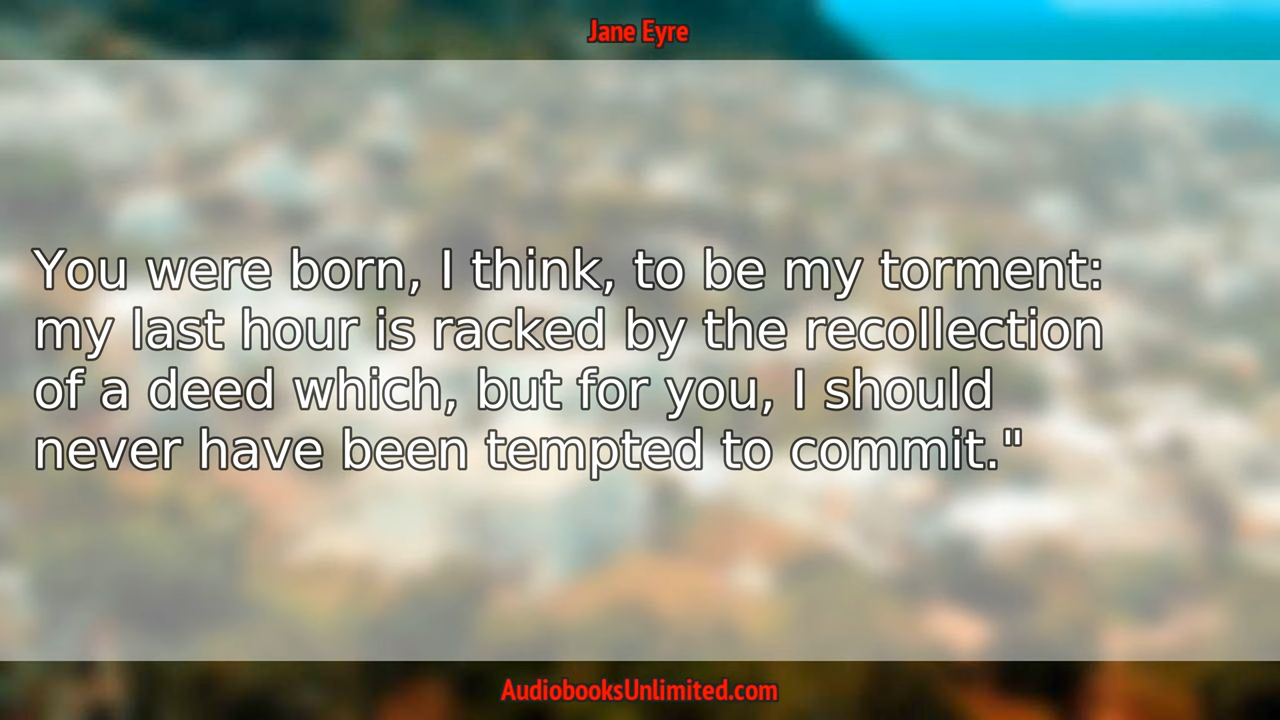 Jane Eyre
You were born, I think, to be my torment:
my last hour is racked by the recollection
of a deed which, but for you, I should
never have been tempted to commit."
AudiobooksUnlimited.com